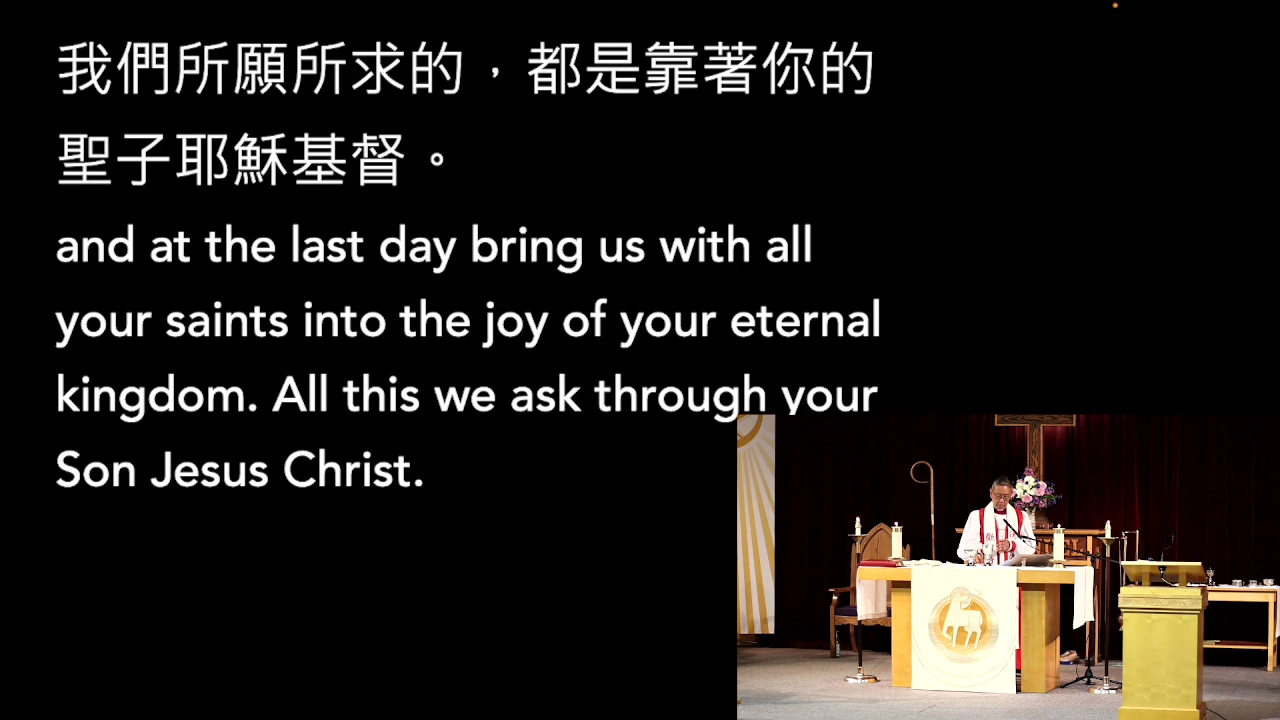 我們所願所求的，都是靠著你的
聖子耶穌基督。
and at the last day bring us with all
your saints into the joy of your eternal
kingdom. All this we ask through your
Son Jesus Christ.